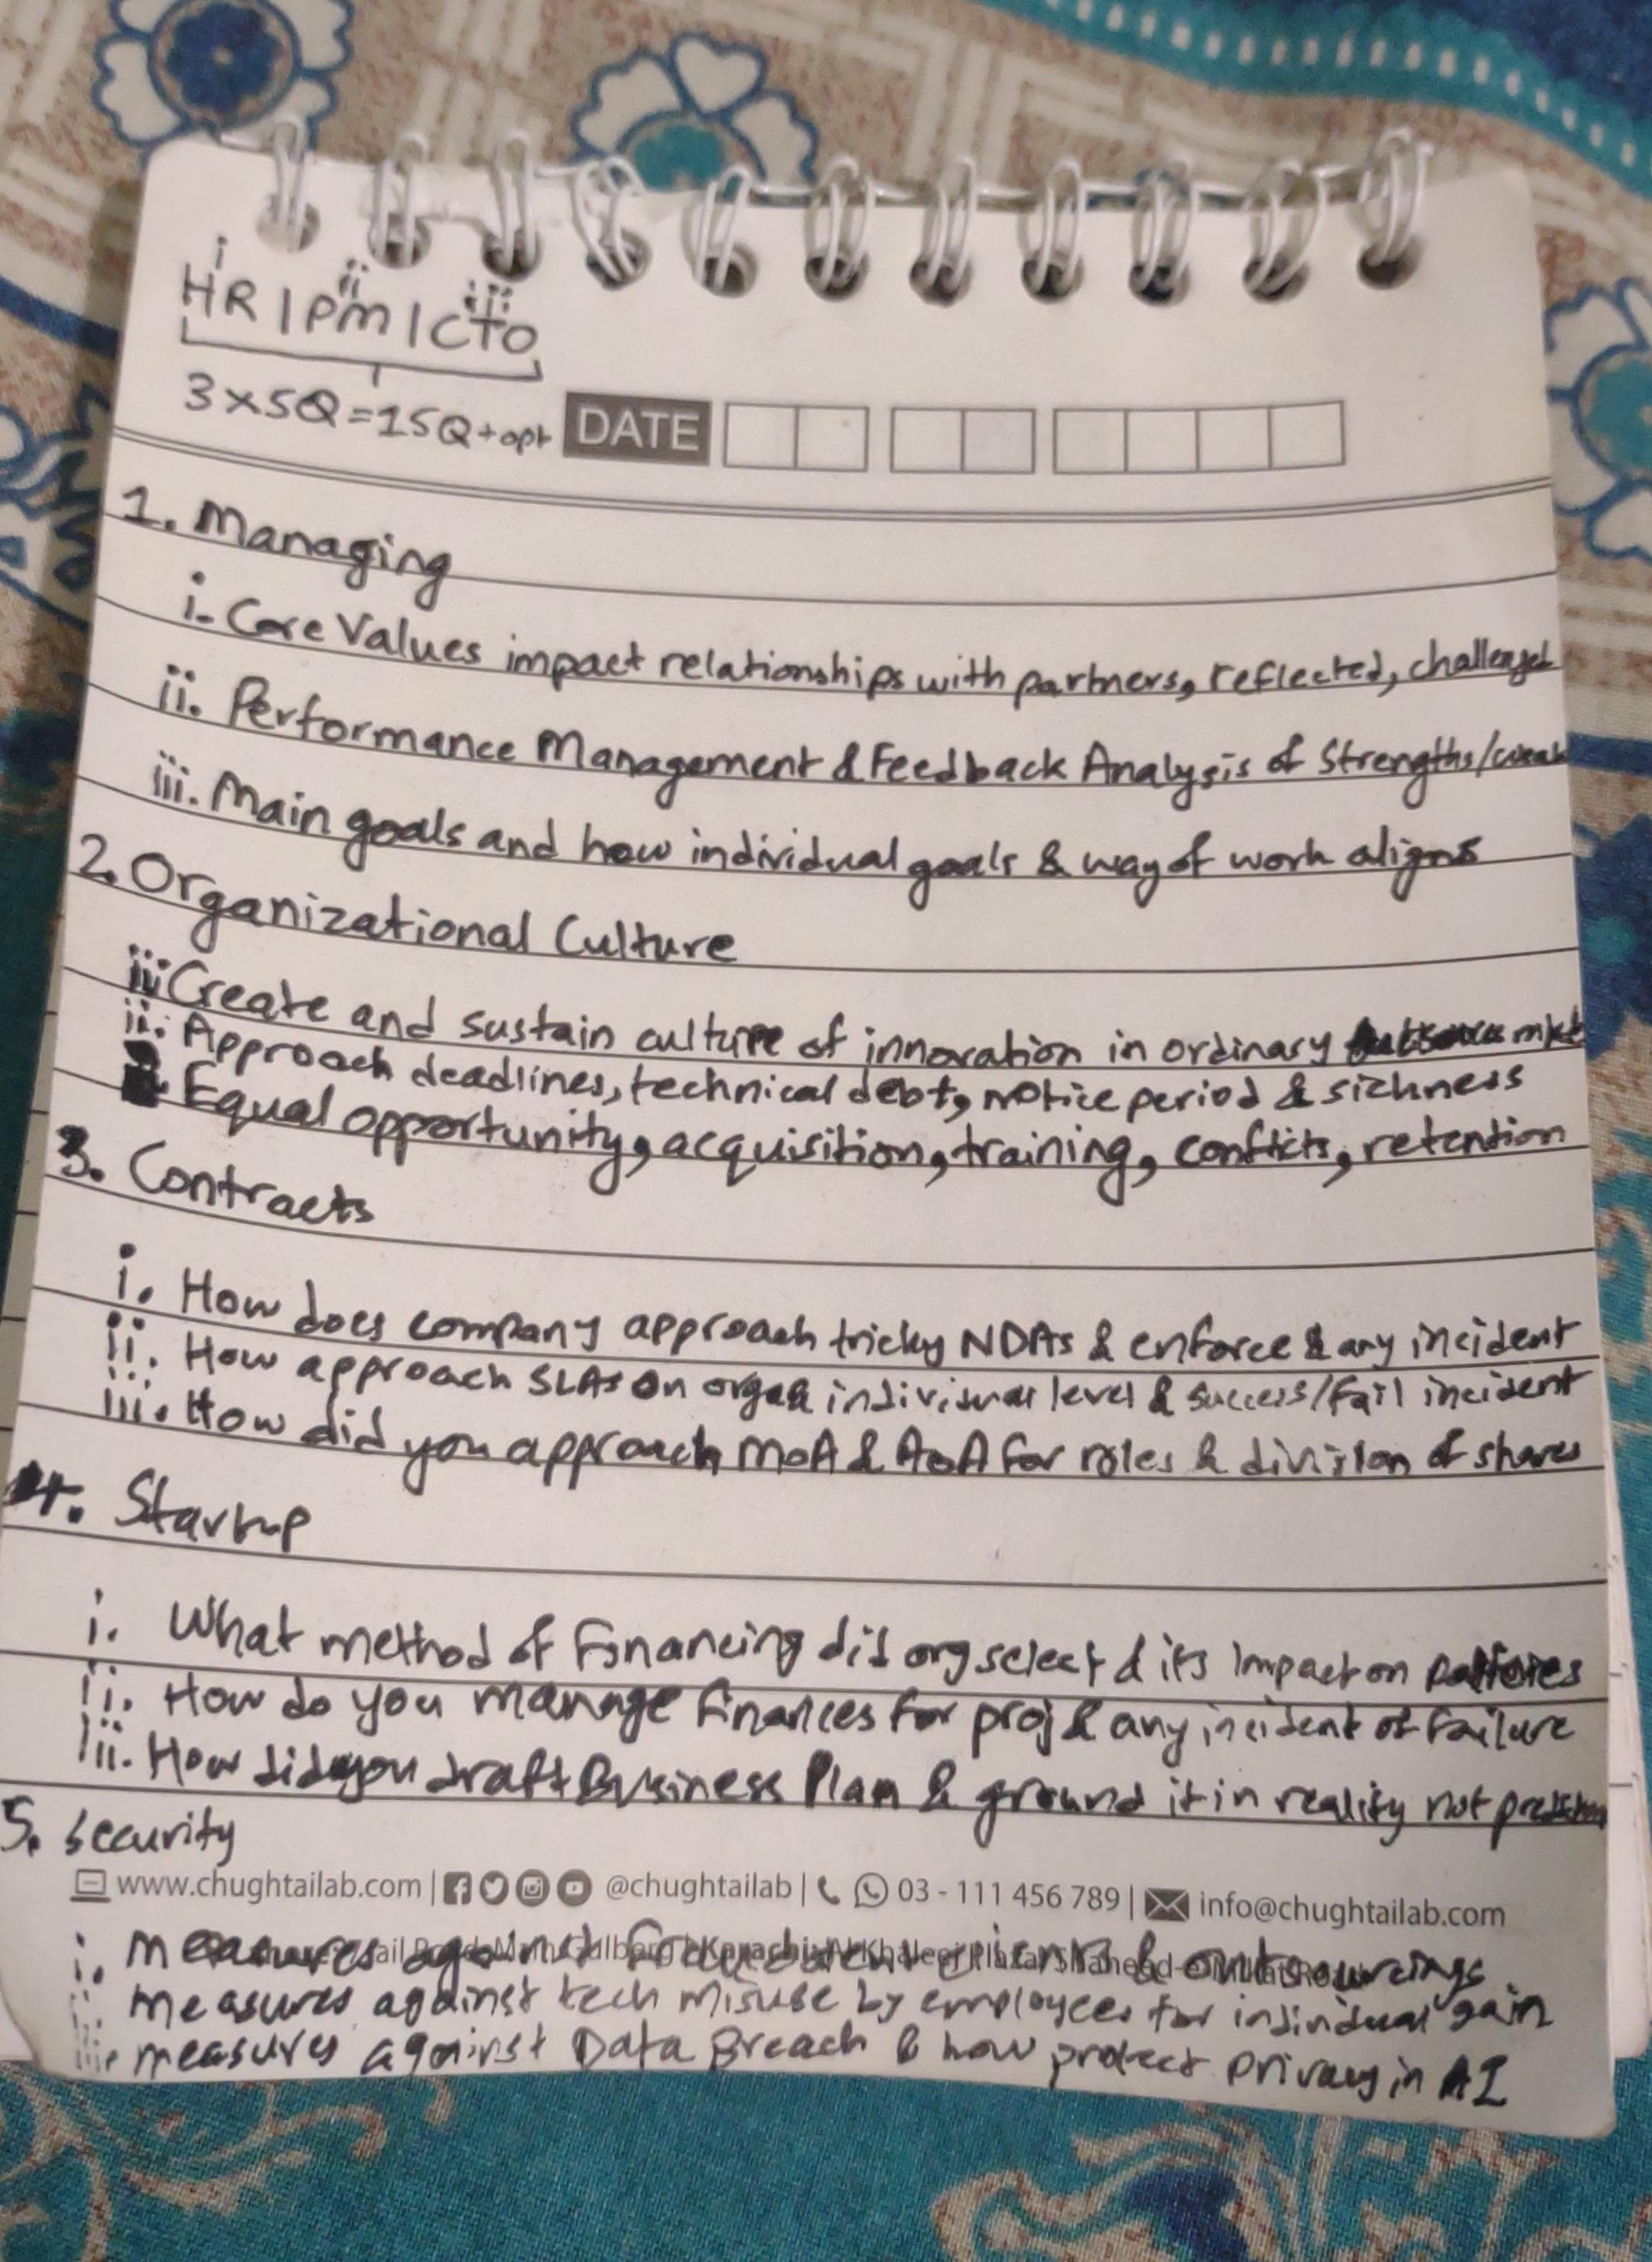 i ii iii
HR | PM | CTO
3x5Q=15Q+opt DATE
1. Managing
i- Core Values impact relationships with partners, reflected, challenged
ii. Performance Management & Feedback Analysis of Strengths/weak
iii. Main goals and how individual goals & way of work aligns
2. Organizational Culture
iii Create and sustain culture of innovation in ordinary mkt
ii. Approach deadlines, technical debt, notice period & sickness
Equal opportunity, acquisition, training, conflicts, retention
3. Contracts
i. How does company approach tricky NDAs & enforce & any incident
ii. How approach SLAs on org & individual level & success/fail incident
iii. How did you approach MoA & AoA for roles & division of shares
4. Startup
i. What method of Financing did org select & its impact on policies
ii. How do you manage finances for proj & any incident of failure
iii. How did you draft Business Plan & ground it in reality not
5. Security
www.chughtailab.com | @chughtailab | 03 - 111 456 789 | info@chughtailab.com
i. measures against & outsourcings
ii. measures against tech misuse by employees for individual gain
iii. measures against Data Breach & how protect privacy in AI